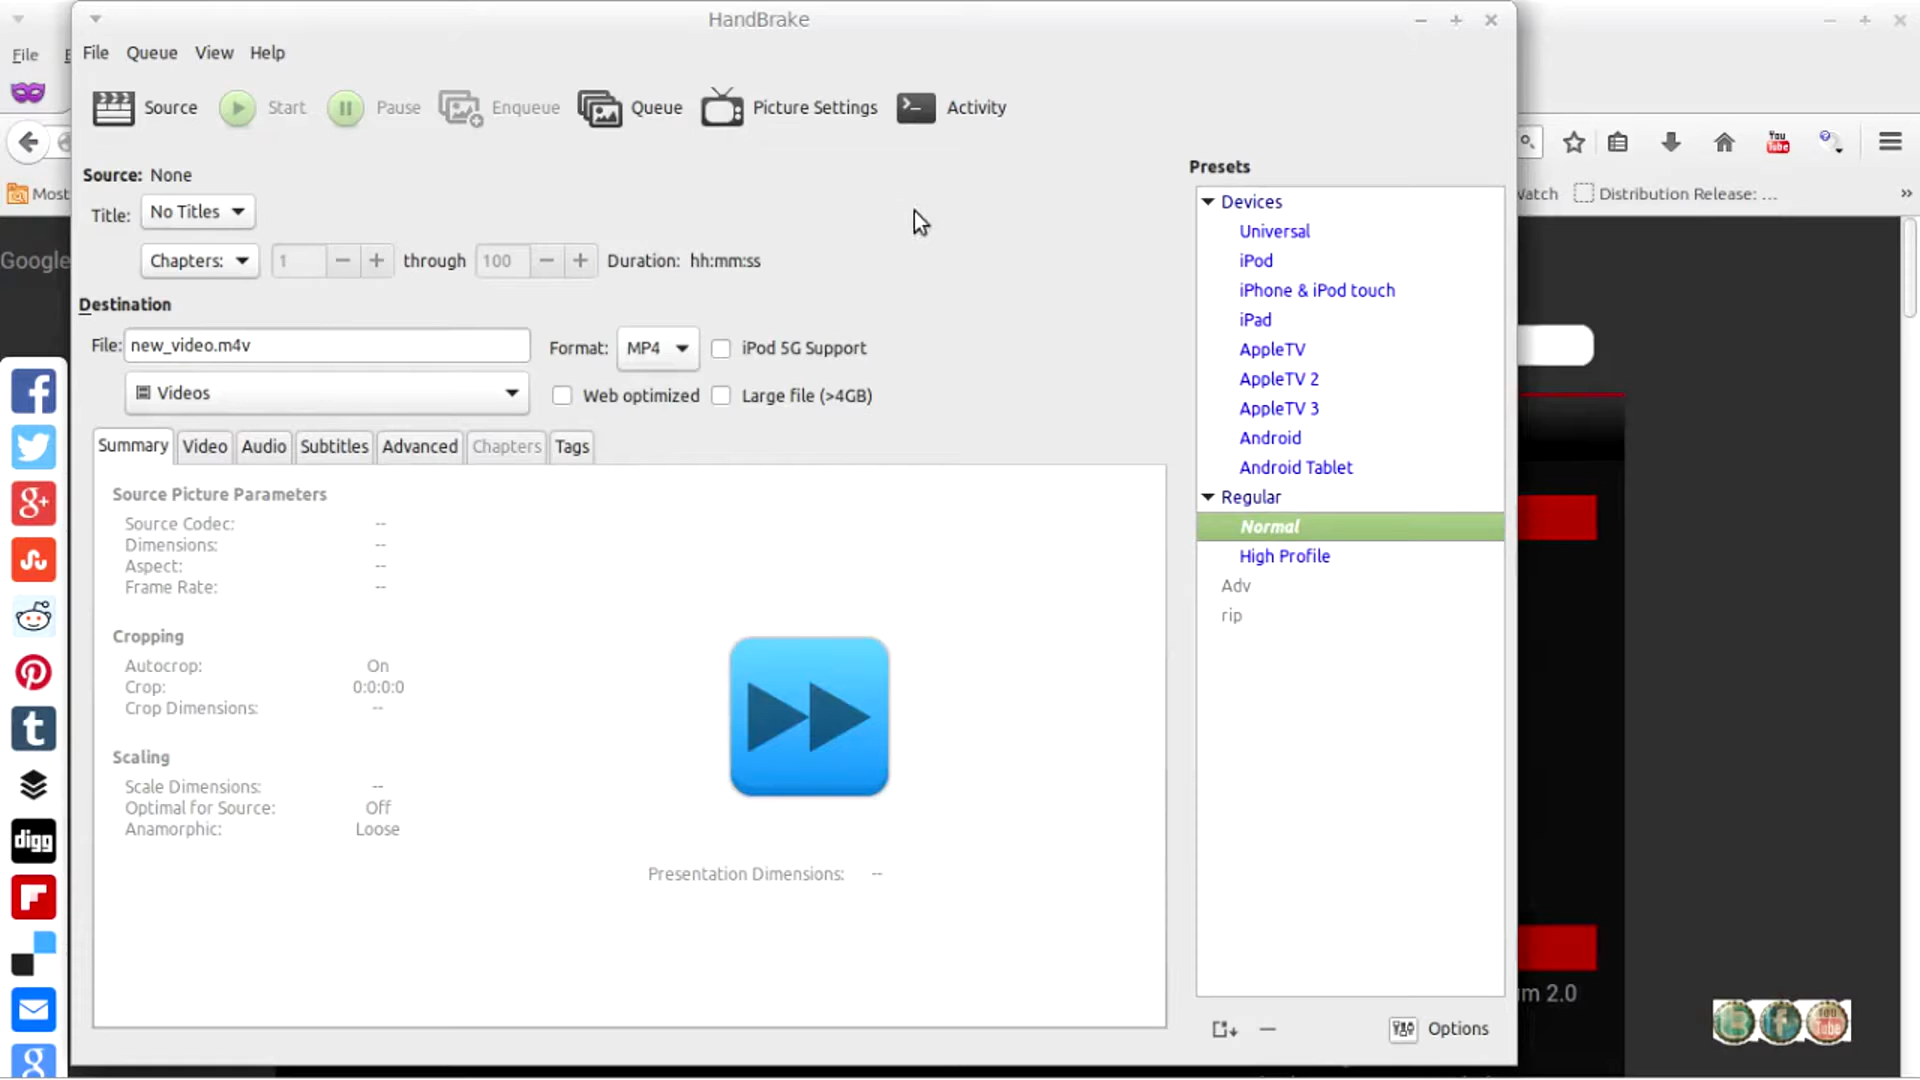 HandBrake
File
File Queue View Help
Source Start Pause Enqueue Queue Picture Settings Activity
You Tube
Most
Watch
Distribution Release: ...
»
Google
Source: None
Title: No Titles
Chapters: 1 − + through 100 − + Duration: hh:mm:ss
Destination
File: new_video.m4v
Format: MP4 iPod 5G Support
Videos
Web optimized Large file (>4GB)
Summary Video Audio Subtitles Advanced Chapters Tags
Source Picture Parameters
Source Codec: --
Dimensions: --
Aspect: --
Frame Rate: --
Cropping
Autocrop: On
Crop: 0:0:0:0
Crop Dimensions: --
Scaling
Scale Dimensions: --
Optimal for Source: Off
Anamorphic: Loose
Presentation Dimensions: --
Presets
Devices
Universal
iPod
iPhone & iPod touch
iPad
AppleTV
AppleTV 2
AppleTV 3
Android
Android Tablet
Regular
Normal
High Profile
Adv
rip
Options
digg
um 2.0